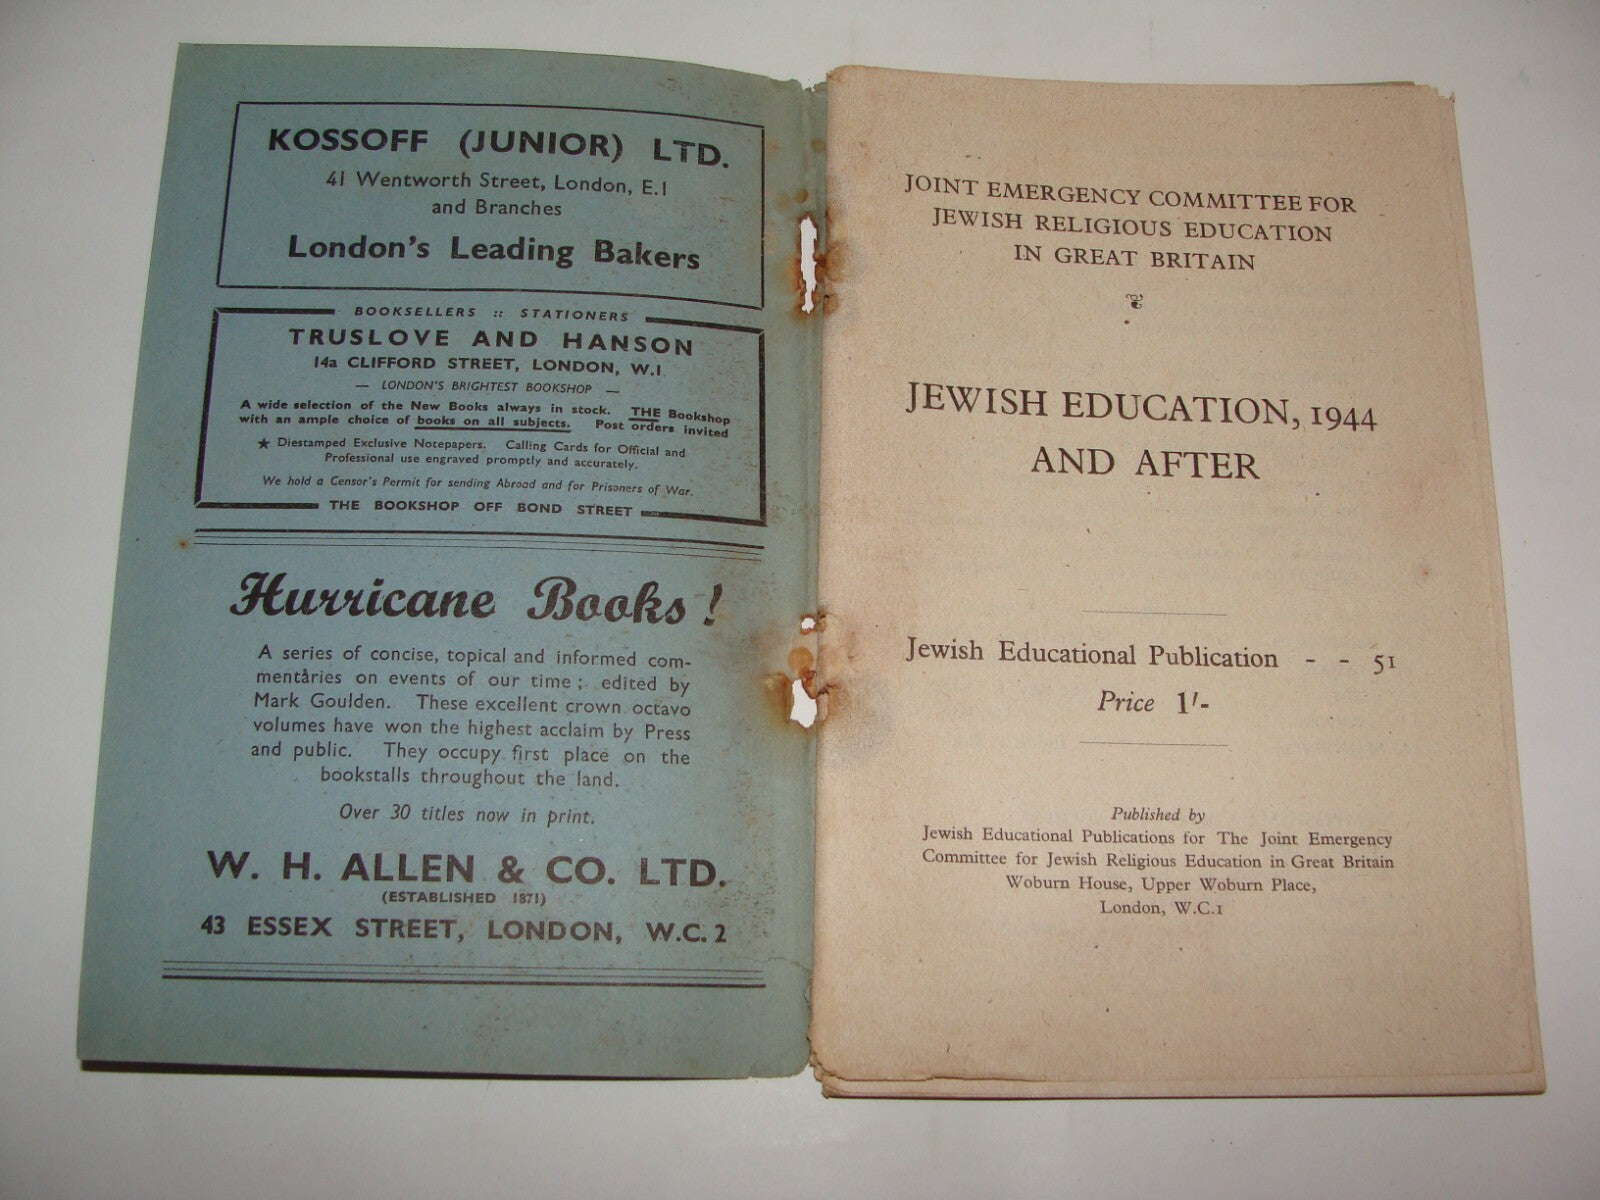 KOSSOFF (JUNIOR) LTD.
41 Wentworth Street, London, E.1
and Branches
London's Leading Bakers
BOOKSELLERS :: STATIONERS
TRUSLOVE AND HANSON
14a CLIFFORD STREET, LONDON, W.1
— LONDON'S BRIGHTEST BOOKSHOP —
A wide selection of the New Books always in stock. THE Bookshop
with an ample choice of books on all subjects. Post orders invited
★ Diestamped Exclusive Notepapers. Calling Cards for Official and
Professional use engraved promptly and accurately.
We hold a Censor's Permit for sending Abroad and for Prisoners of War.
THE BOOKSHOP OFF BOND STREET
Hurricane Books !
A series of concise, topical and informed com-
mentaries on events of our time ; edited by
Mark Goulden. These excellent crown octavo
volumes have won the highest acclaim by Press
and public. They occupy first place on the
bookstalls throughout the land.
Over 30 titles now in print.
W. H. ALLEN & CO. LTD.
(ESTABLISHED 1871)
43 ESSEX STREET, LONDON, W.C. 2
JOINT EMERGENCY COMMITTEE FOR
JEWISH RELIGIOUS EDUCATION
IN GREAT BRITAIN
JEWISH EDUCATION, 1944
AND AFTER
Jewish Educational Publication - - 51
Price 1/-
Published by
Jewish Educational Publications for The Joint Emergency
Committee for Jewish Religious Education in Great Britain
Woburn House, Upper Woburn Place,
London, W.C.1